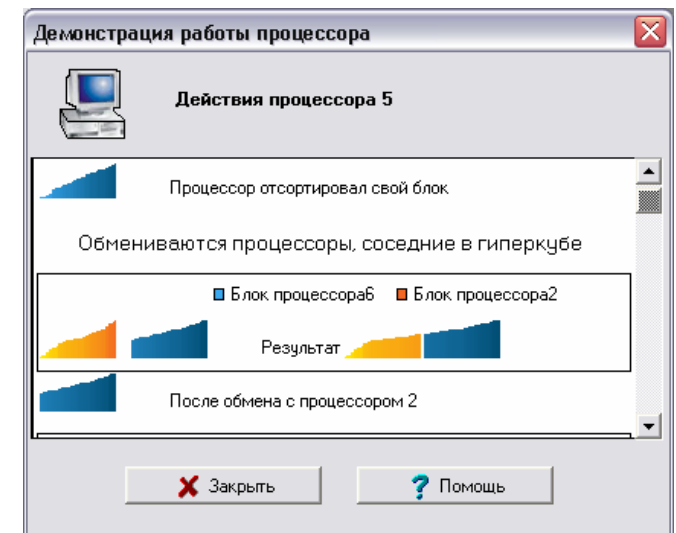 Демонстрация работы процессора
Действия процессора 5
Процессор отсортировал свой блок
Обмениваются процессоры, соседние в гиперкубе
Блок процессора6 Блок процессора2
Результат
После обмена с процессором 2
Закрыть Помощь